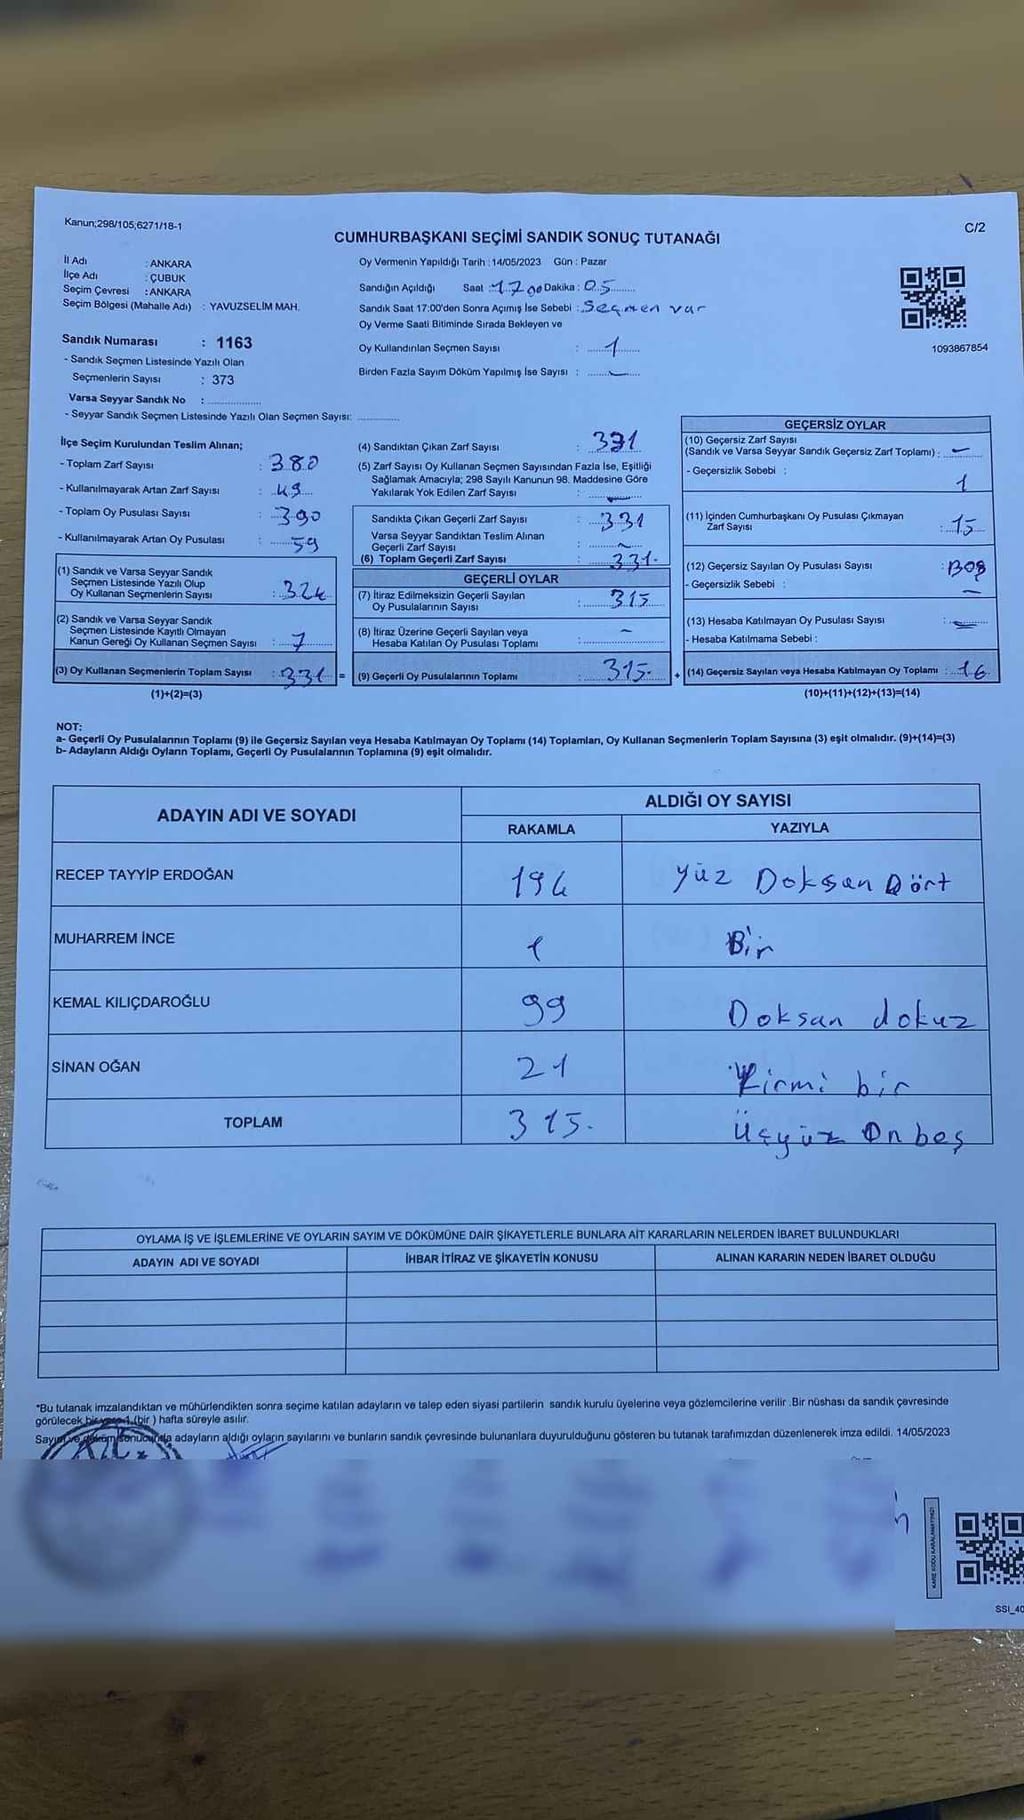 Kanun;298/105;6271/18-1
C/2
CUMHURBAŞKANI SEÇİMİ SANDIK SONUÇ TUTANAĞI
İl Adı : ANKARA
İlçe Adı : ÇUBUK
Seçim Çevresi : ANKARA
Seçim Bölgesi (Mahalle Adı) : YAVUZSELİM MAH.
Oy Vermenin Yapıldığı Tarih : 14/05/2023 Gün : Pazar
Sandığın Açıldığı Saat : 17 00 Dakika : 05
Sandık Saat 17:00'den Sonra Açımış İse Sebebi : Seçmen var
Oy Verme Saati Bitiminde Sırada Bekleyen ve
Oy Kullandırılan Seçmen Sayısı : 1
Birden Fazla Sayım Döküm Yapılmış İse Sayısı : –
1093867854
Sandık Numarası : 1163
- Sandık Seçmen Listesinde Yazılı Olan
Seçmenlerin Sayısı : 373
Varsa Seyyar Sandık No :
- Seyyar Sandık Seçmen Listesinde Yazılı Olan Seçmen Sayısı:
İlçe Seçim Kurulundan Teslim Alınan;
- Toplam Zarf Sayısı : 380
- Kullanılmayarak Artan Zarf Sayısı : 49
- Toplam Oy Pusulası Sayısı : 390
- Kullanılmayarak Artan Oy Pusulası : 59
(1) Sandık ve Varsa Seyyar Sandık
Seçmen Listesinde Yazılı Olup
Oy Kullanan Seçmenlerin Sayısı : 324
(2) Sandık ve Varsa Seyyar Sandık
Seçmen Listesinde Kayıtlı Olmayan
Kanun Gereği Oy Kullanan Seçmen Sayısı : 7
(3) Oy Kullanan Seçmenlerin Toplam Sayısı : 331 =
(1)+(2)=(3)
(4) Sandıktan Çıkan Zarf Sayısı : 331
(5) Zarf Sayısı Oy Kullanan Seçmen Sayısından Fazla İse, Eşitliği
Sağlamak Amacıyla; 298 Sayılı Kanunun 98. Maddesine Göre
Yakılarak Yok Edilen Zarf Sayısı : –
Sandıkta Çıkan Geçerli Zarf Sayısı : 331
Varsa Seyyar Sandıktan Teslim Alınan
Geçerli Zarf Sayısı : –
(6) Toplam Geçerli Zarf Sayısı : 331.
GEÇERLİ OYLAR
(7) İtiraz Edilmeksizin Geçerli Sayılan
Oy Pusulalarının Sayısı : 315
(8) İtiraz Üzerine Geçerli Sayılan veya
Hesaba Katılan Oy Pusulası Toplamı : –
(9) Geçerli Oy Pusulalarının Toplamı : 315. +
GEÇERSİZ OYLAR
(10) Geçersiz Zarf Sayısı
(Sandık ve Varsa Seyyar Sandık Geçersiz Zarf Toplamı) : –
- Geçersizlik Sebebi :
1
(11) İçinden Cumhurbaşkanı Oy Pusulası Çıkmayan
Zarf Sayısı : 15
(12) Geçersiz Sayılan Oy Pusulası Sayısı : Boş
- Geçersizlik Sebebi : –
(13) Hesaba Katılmayan Oy Pusulası Sayısı : –
- Hesaba Katılmama Sebebi :
(14) Geçersiz Sayılan veya Hesaba Katılmayan Oy Toplamı : 16
(10)+(11)+(12)+(13)=(14)
NOT:
a- Geçerli Oy Pusulalarının Toplamı (9) ile Geçersiz Sayılan veya Hesaba Katılmayan Oy Toplamı (14) Toplamları, Oy Kullanan Seçmenlerin Toplam Sayısına (3) eşit olmalıdır. (9)+(14)=(3)
b- Adayların Aldığı Oyların Toplamı, Geçerli Oy Pusulalarının Toplamına (9) eşit olmalıdır.
ADAYIN ADI VE SOYADI
ALDIĞI OY SAYISI
RAKAMLA YAZIYLA
RECEP TAYYİP ERDOĞAN 194 Yüz Doksan Dört
MUHARREM İNCE 1 Bir
KEMAL KILIÇDAROĞLU 99 Doksan dokuz
SİNAN OĞAN 21 Yirmi bir
TOPLAM 315. Üçyüz On beş
OYLAMA İŞ VE İŞLEMLERİNE VE OYLARIN SAYIM VE DÖKÜMÜNE DAİR ŞİKAYETLERLE BUNLARA AİT KARARLARIN NELERDEN İBARET BULUNDUKLARI
ADAYIN ADI VE SOYADI İHBAR İTİRAZ VE ŞİKAYETİN KONUSU ALINAN KARARIN NEDEN İBARET OLDUĞU
*Bu tutanak imzalandıktan ve mühürlendikten sonra seçime katılan adayların ve talep eden siyasi partilerin sandık kurulu üyelerine veya gözlemcilerine verilir .Bir nüshası da sandık çevresinde
görülecek bir yere 1 (bir ) hafta süreyle asılır.
Sayım ve döküm sonucunda adayların aldığı oyların sayılarını ve bunların sandık çevresinde bulunanlara duyurulduğunu gösteren bu tutanak tarafımızdan düzenlenerek imza edildi. 14/05/2023
KARE KODU KARALAMAYINIZ!
SSI_40